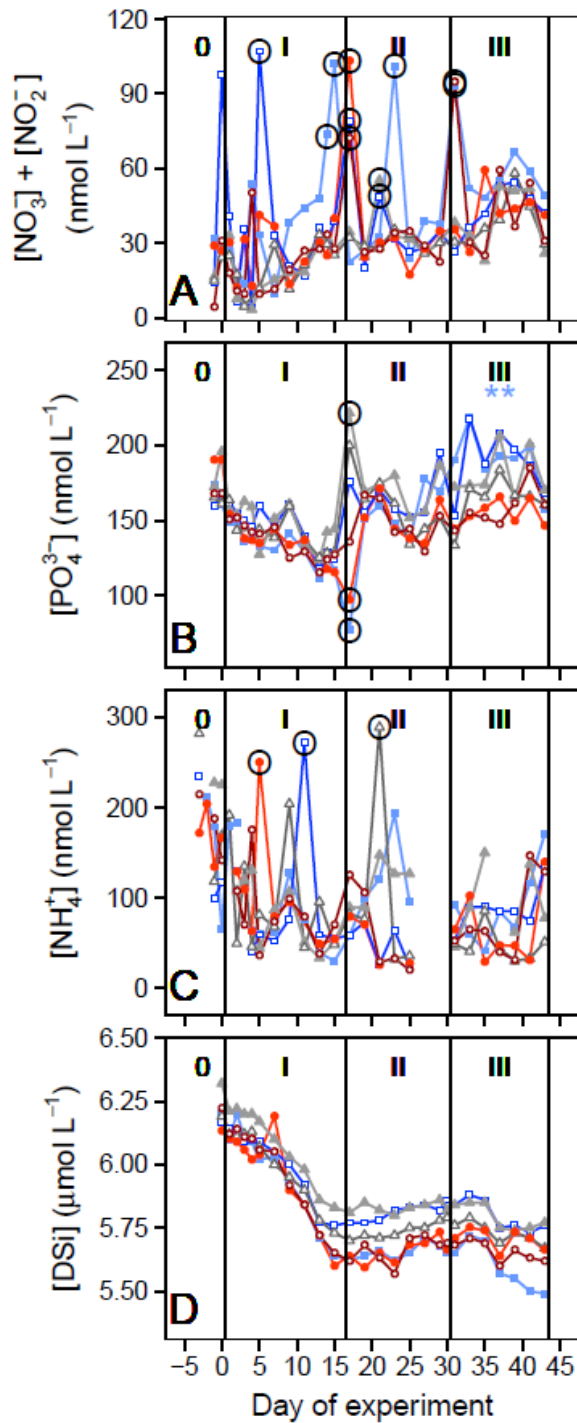 120
90
60
30
0
[NO₃⁻] + [NO₂⁻]
(nmol L⁻¹)
0 I II III
A
250
200
150
100
[PO₄³⁻] (nmol L⁻¹)
0 I II III
**
B
300
200
100
0
[NH₄⁺] (nmol L⁻¹)
0 I II III
C
6.50
6.25
6.00
5.75
5.50
[DSi] (µmol L⁻¹)
0 I II III
D
−5 0 5 10 15 20 25 30 35 40 45
Day of experiment